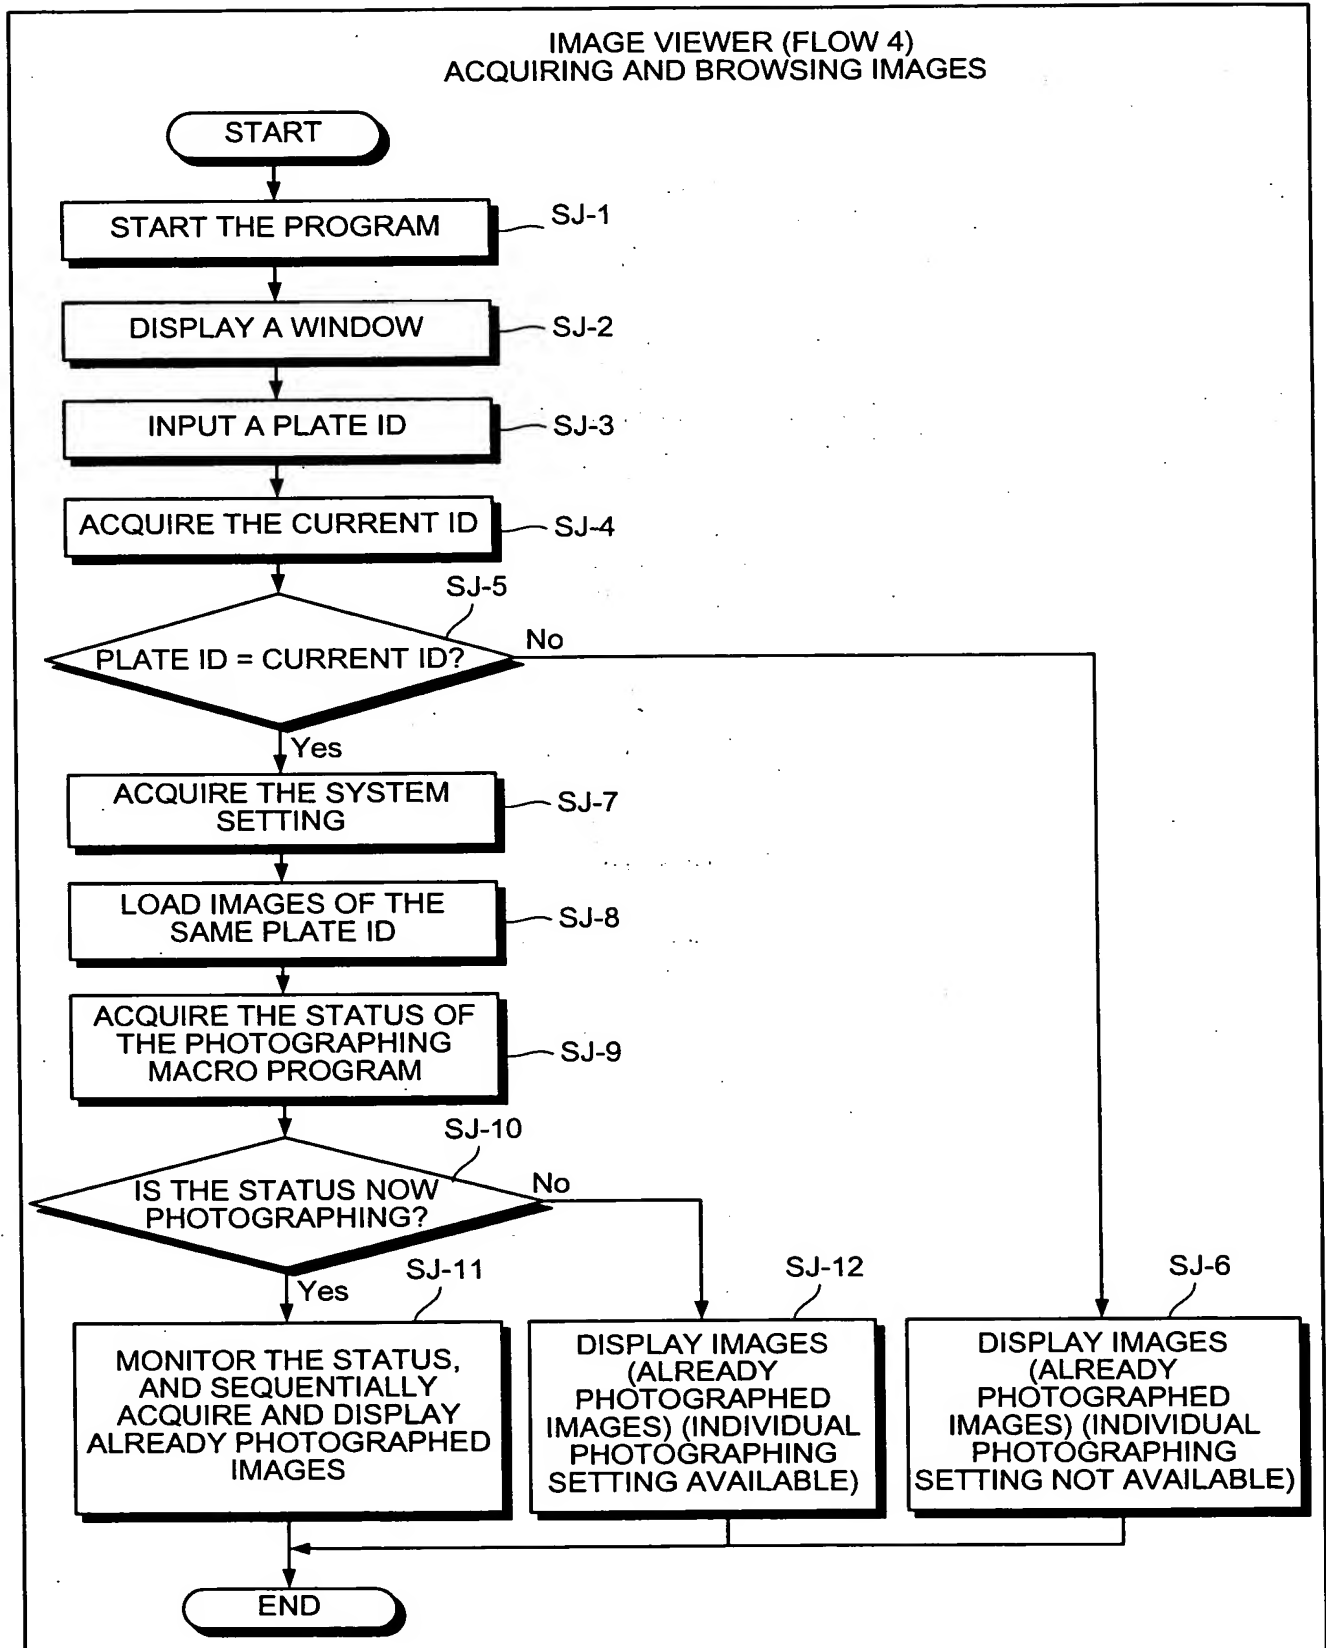 IMAGE VIEWER (FLOW 4)
ACQUIRING AND BROWSING IMAGES
START
START THE PROGRAM
SJ-1
DISPLAY A WINDOW
SJ-2
INPUT A PLATE ID
SJ-3
ACQUIRE THE CURRENT ID
SJ-4
SJ-5
PLATE ID = CURRENT ID?
No
Yes
ACQUIRE THE SYSTEM
SETTING
SJ-7
LOAD IMAGES OF THE
SAME PLATE ID
SJ-8
ACQUIRE THE STATUS OF
THE PHOTOGRAPHING
MACRO PROGRAM
SJ-9
SJ-10
IS THE STATUS NOW
PHOTOGRAPHING?
No
Yes
SJ-11
MONITOR THE STATUS,
AND SEQUENTIALLY
ACQUIRE AND DISPLAY
ALREADY PHOTOGRAPHED
IMAGES
SJ-12
DISPLAY IMAGES
(ALREADY
PHOTOGRAPHED
IMAGES) (INDIVIDUAL
PHOTOGRAPHING
SETTING AVAILABLE)
SJ-6
DISPLAY IMAGES
(ALREADY
PHOTOGRAPHED
IMAGES) (INDIVIDUAL
PHOTOGRAPHING
SETTING NOT AVAILABLE)
END